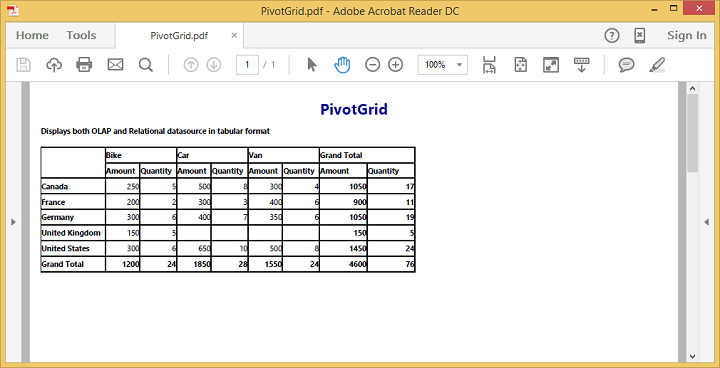 PivotGrid.pdf - Adobe Acrobat Reader DC
Home Tools PivotGrid.pdf × ? Sign In
1 / 1 100%
PivotGrid
Displays both OLAP and Relational datasource in tabular format
Bike Car Van Grand Total
Amount Quantity Amount Quantity Amount Quantity Amount Quantity
Canada 250 5 500 8 300 4 1050 17
France 200 2 300 3 400 6 900 11
Germany 300 6 400 7 350 6 1050 19
United Kingdom 150 5 150 5
United States 300 6 650 10 500 8 1450 24
Grand Total 1200 24 1850 28 1550 24 4600 76